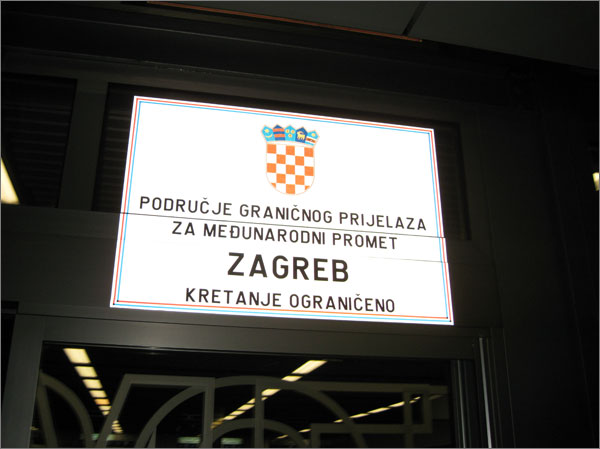 PODRUČJE GRANIČNOG PRIJELAZA
ZA MEĐUNARODNI PROMET
ZAGREB
KRETANJE OGRANIČENO